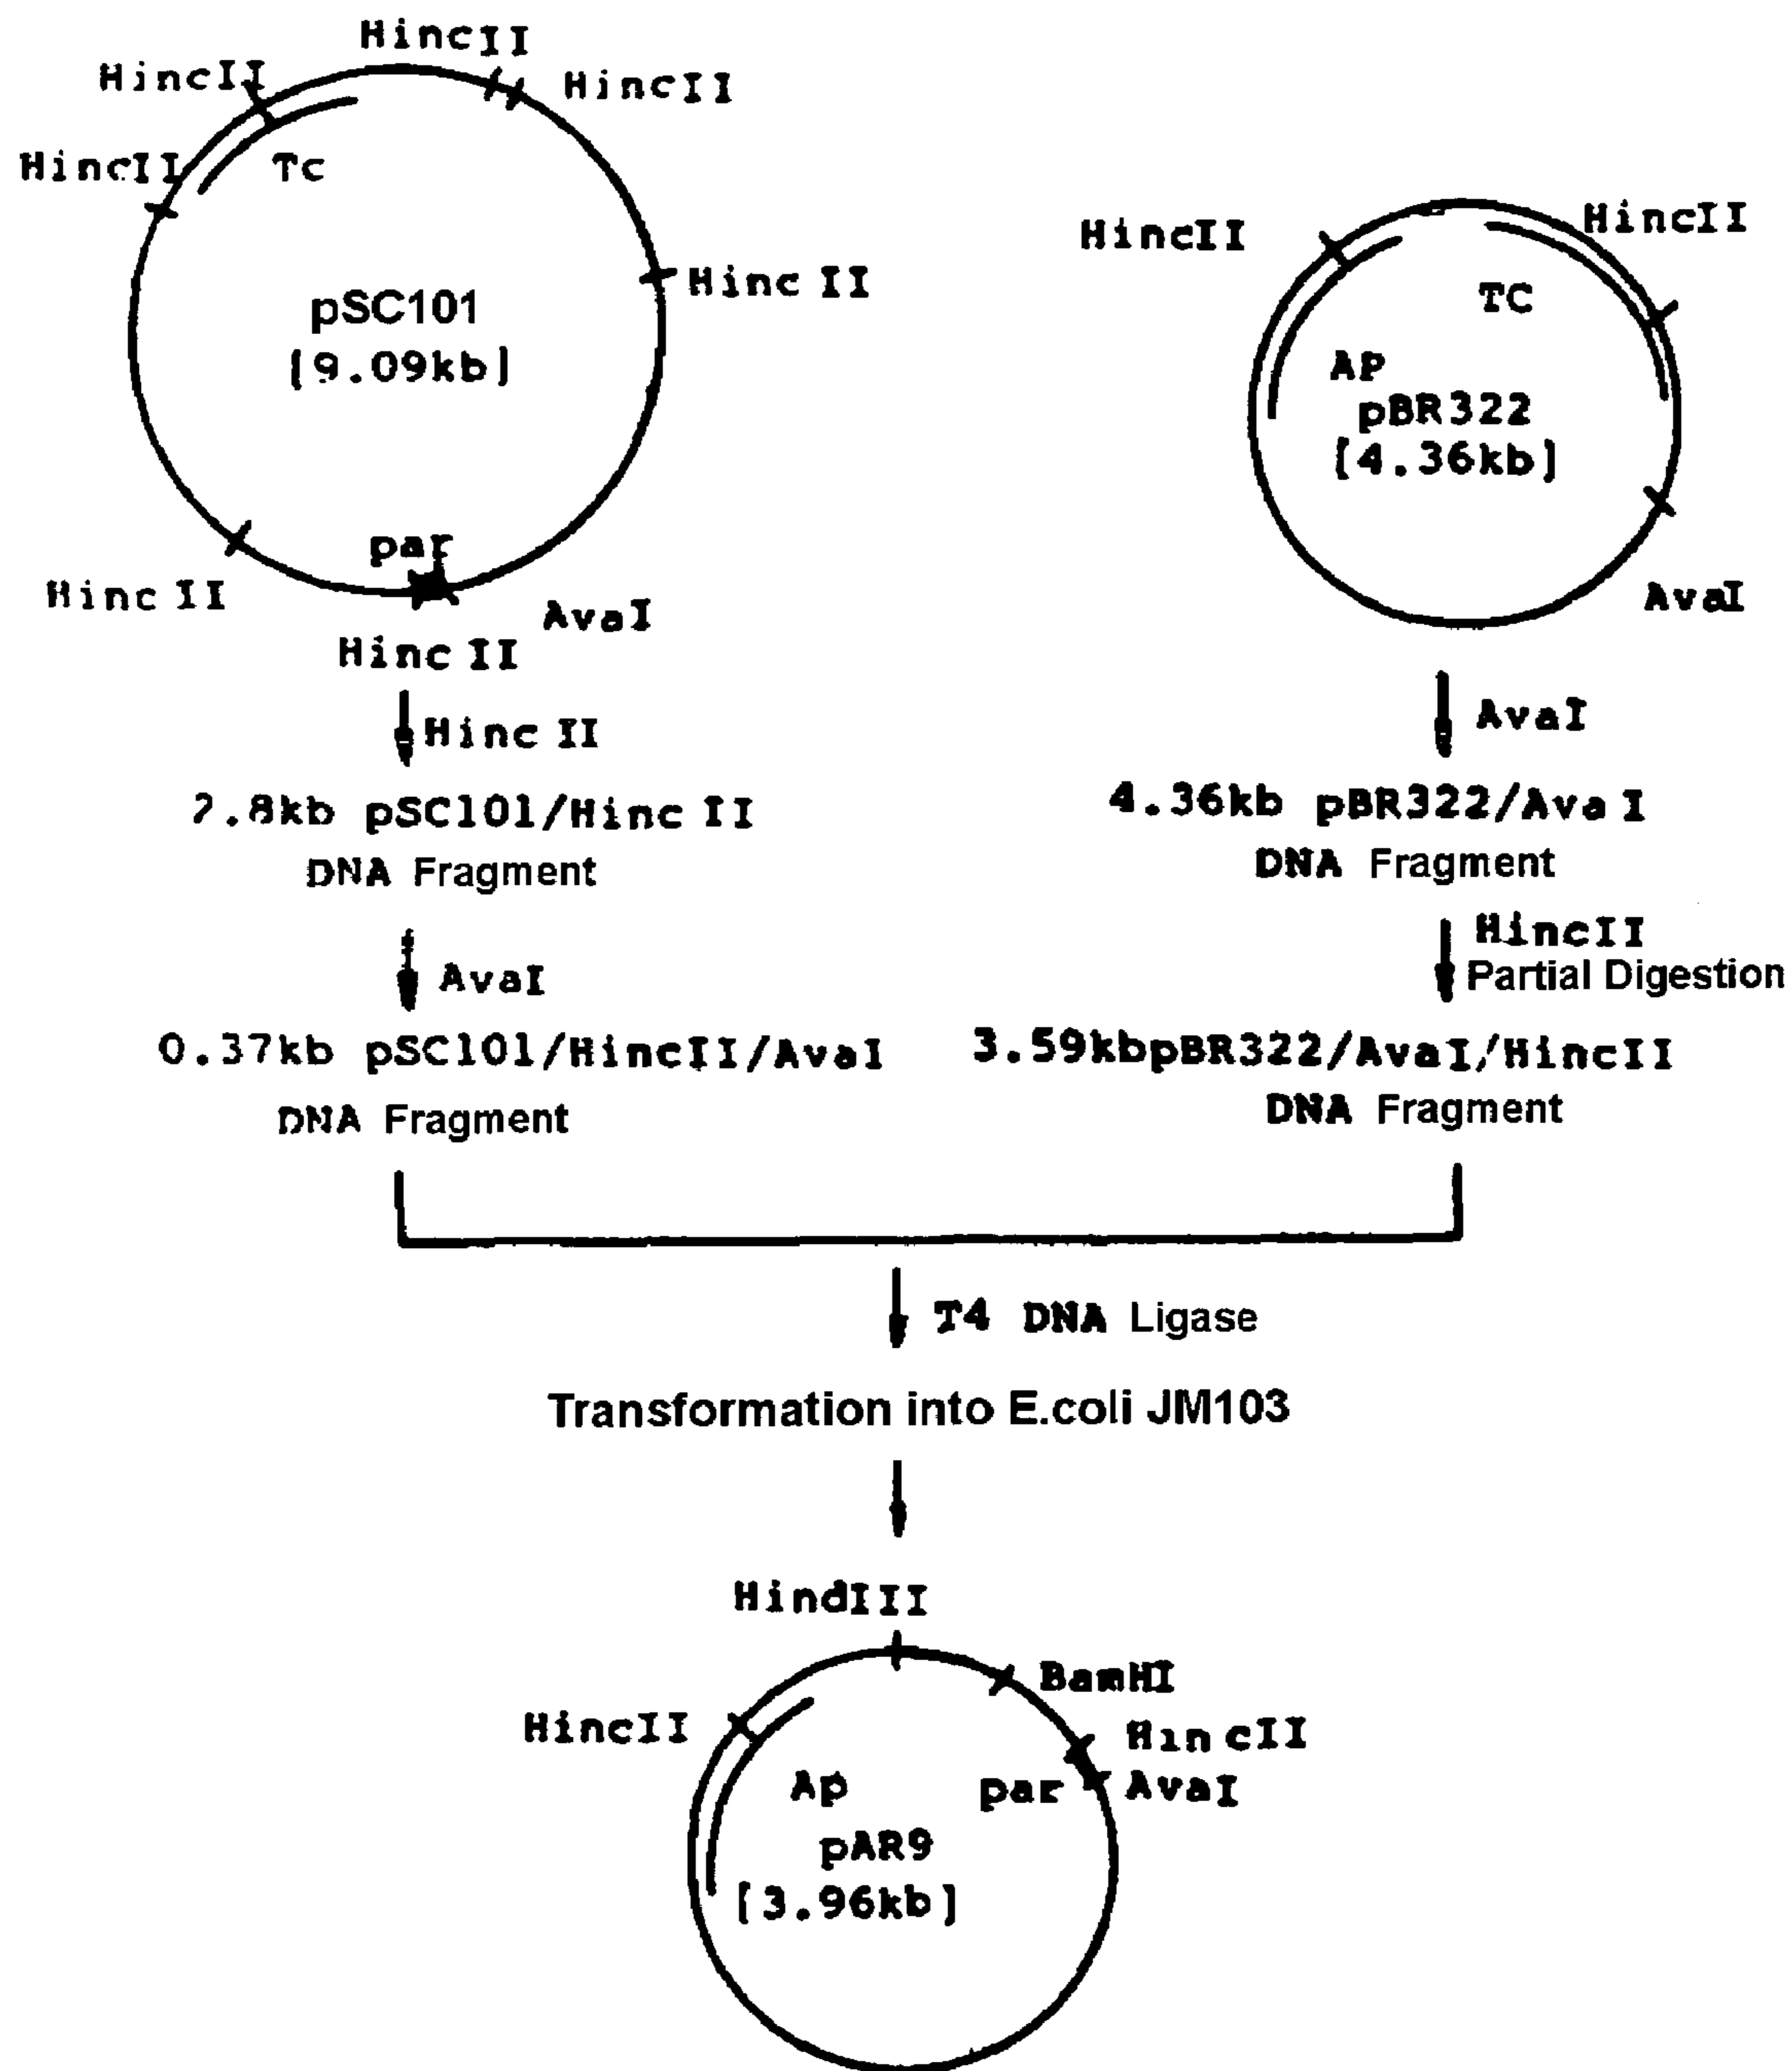 HincII
HincII
HincII
HincII
Tc
Hinc II
pSC101
[9.09kb]
par
Hinc II
AvaI
Hinc II
HincII
HincII
TC
AP
pBR322
[4.36kb]
AvaI
Hinc II
2.8kb pSC101/Hinc II
DNA Fragment
AvaI
0.37kb pSC101/HincII/AvaI
DNA Fragment
AvaI
4.36kb pBR322/Ava I
DNA Fragment
HincII
Partial Digestion
3.59kbpBR322/AvaI/HincII
DNA Fragment
T4 DNA Ligase
Transformation into E.coli JM103
HindIII
BamHI
HincII
HincII
Ap
par
AvaI
pAR9
[3.96kb]